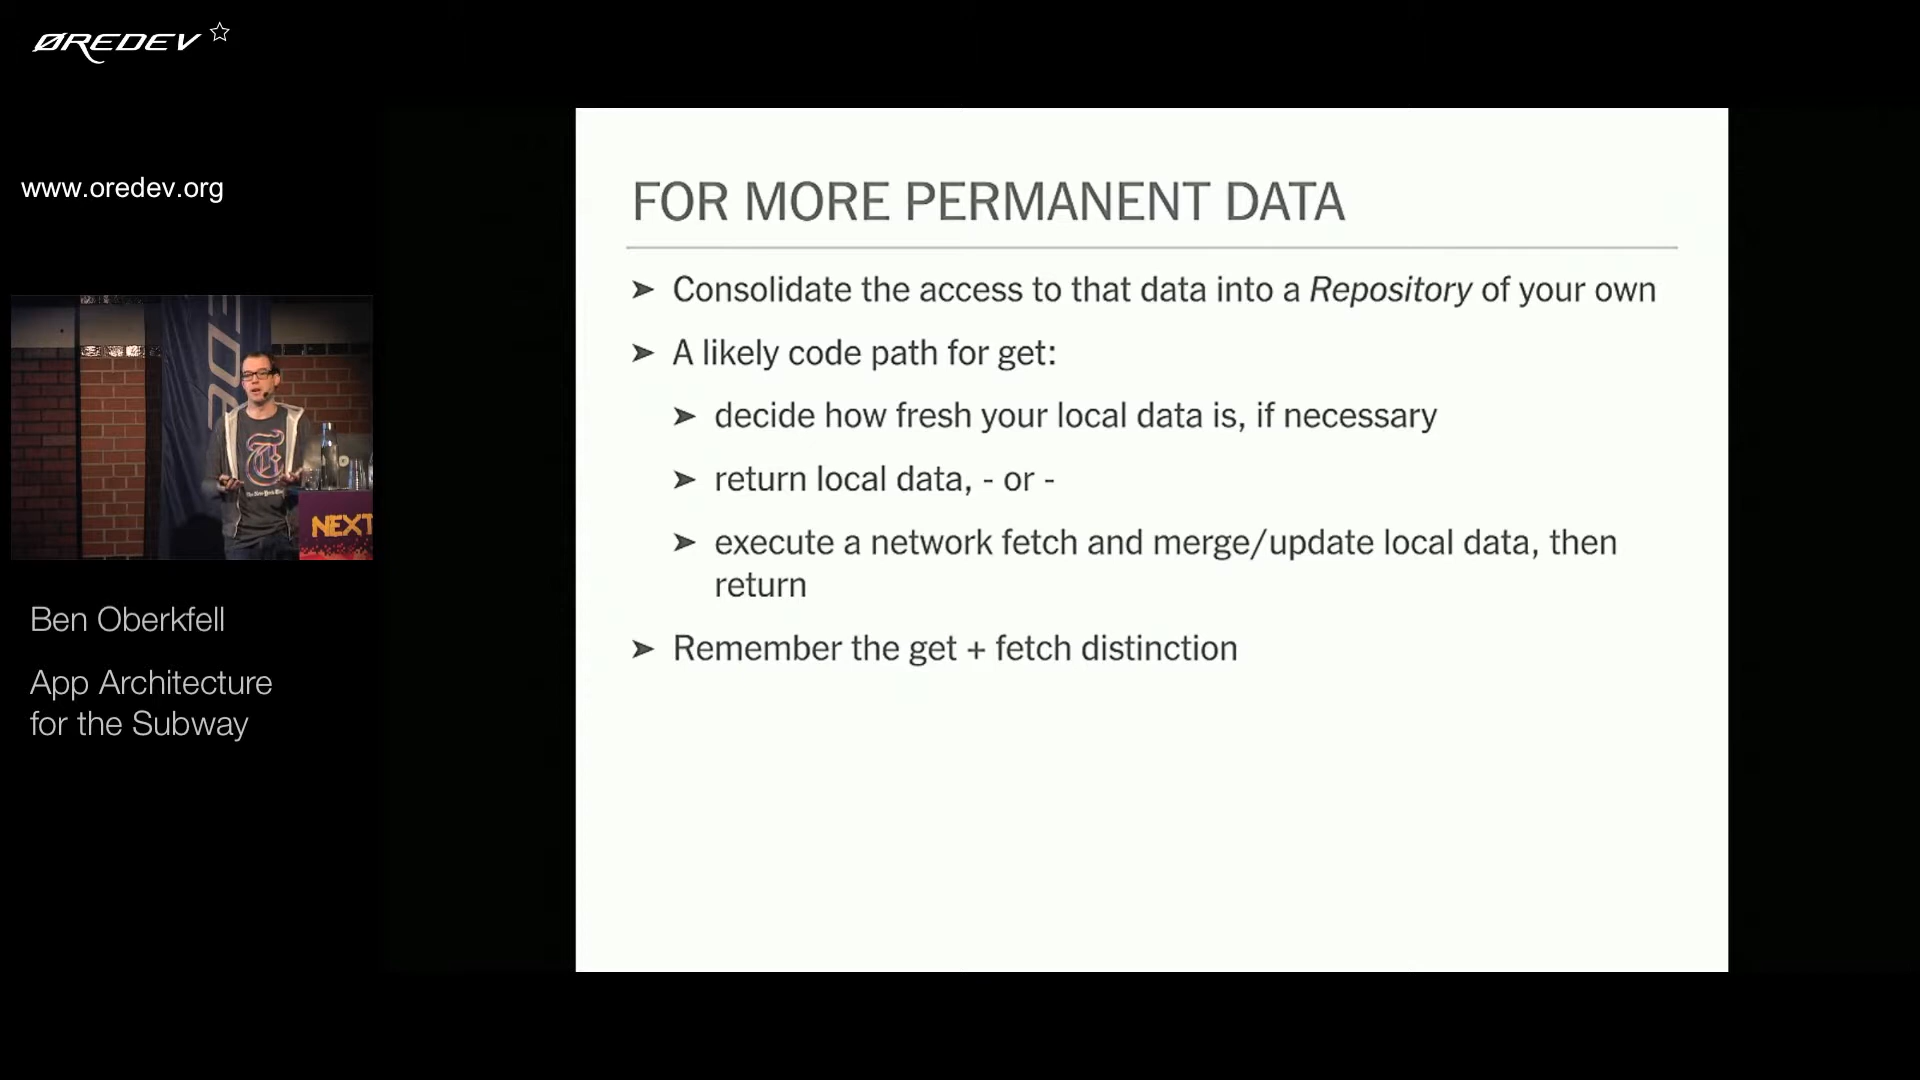 ØREDEV
www.oredev.org
NEXT
Ben Oberkfell
App Architecture
for the Subway
FOR MORE PERMANENT DATA
➤ Consolidate the access to that data into a Repository of your own
➤ A likely code path for get:
➤ decide how fresh your local data is, if necessary
➤ return local data, - or -
➤ execute a network fetch and merge/update local data, then
return
➤ Remember the get + fetch distinction